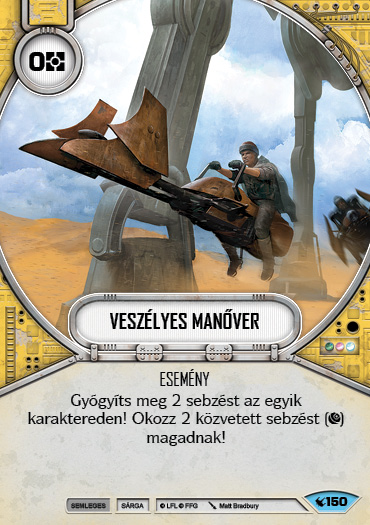 0
VESZÉLYES MANŐVER
ESEMÉNY
Gyógyíts meg 2 sebzést az egyik
karaktereden! Okozz 2 közvetett sebzést ()
magadnak!
SEMLEGES SÁRGA © LFL © FFG Matt Bradbury 150